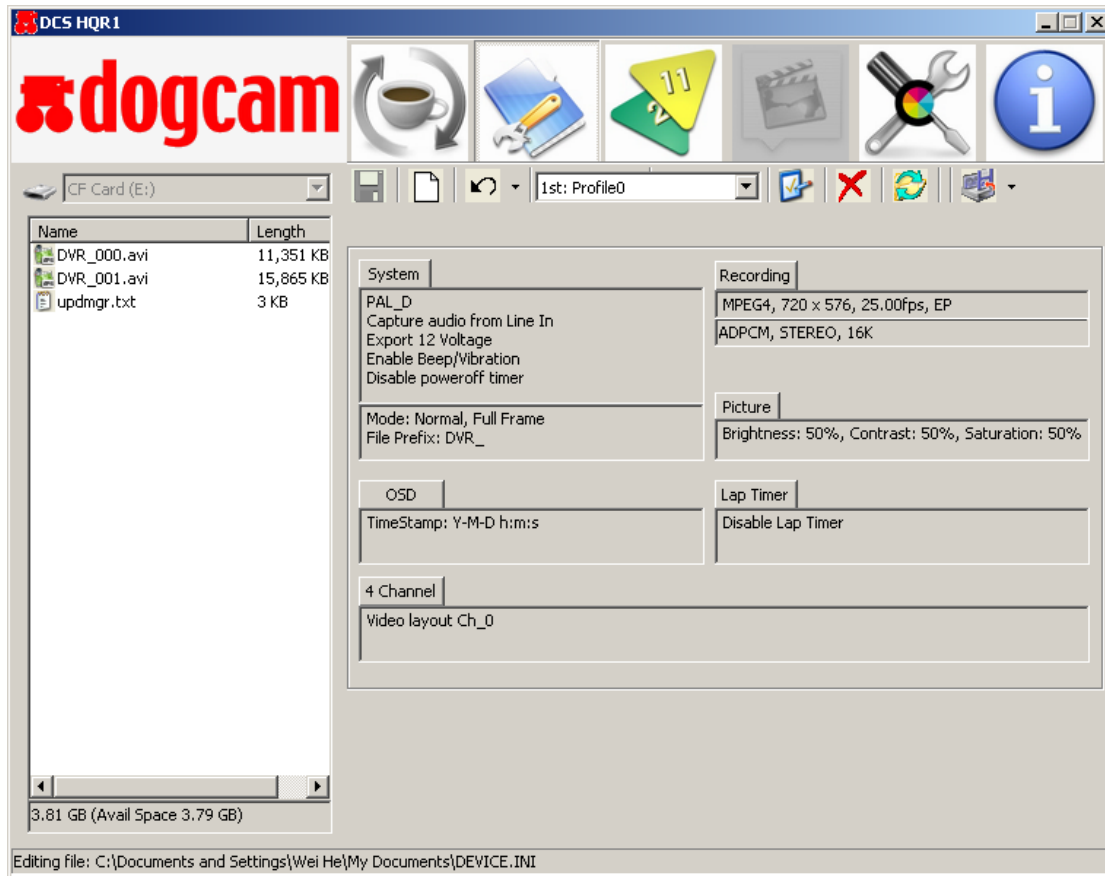 DCS HQR1
dogcam
11
2
CF Card (E:)
1st: Profile0
Name Length
DVR_000.avi 11,351 KB
DVR_001.avi 15,865 KB
updmgr.txt 3 KB
System
PAL_D
Capture audio from Line In
Export 12 Voltage
Enable Beep/Vibration
Disable poweroff timer
Mode: Normal, Full Frame
File Prefix: DVR_
Recording
MPEG4, 720 x 576, 25.00fps, EP
ADPCM, STEREO, 16K
Picture
Brightness: 50%, Contrast: 50%, Saturation: 50%
OSD
TimeStamp: Y-M-D h:m:s
Lap Timer
Disable Lap Timer
4 Channel
Video layout Ch_0
3.81 GB (Avail Space 3.79 GB)
Editing file: C:\Documents and Settings\Wei He\My Documents\DEVICE.INI